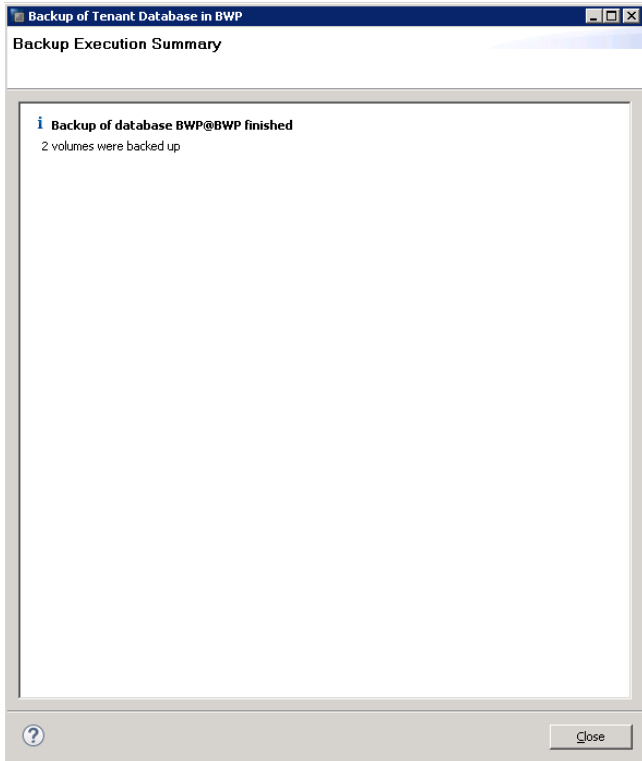 Backup of Tenant Database in BWP
Backup Execution Summary
i Backup of database BWP@BWP finished
2 volumes were backed up
?
Close